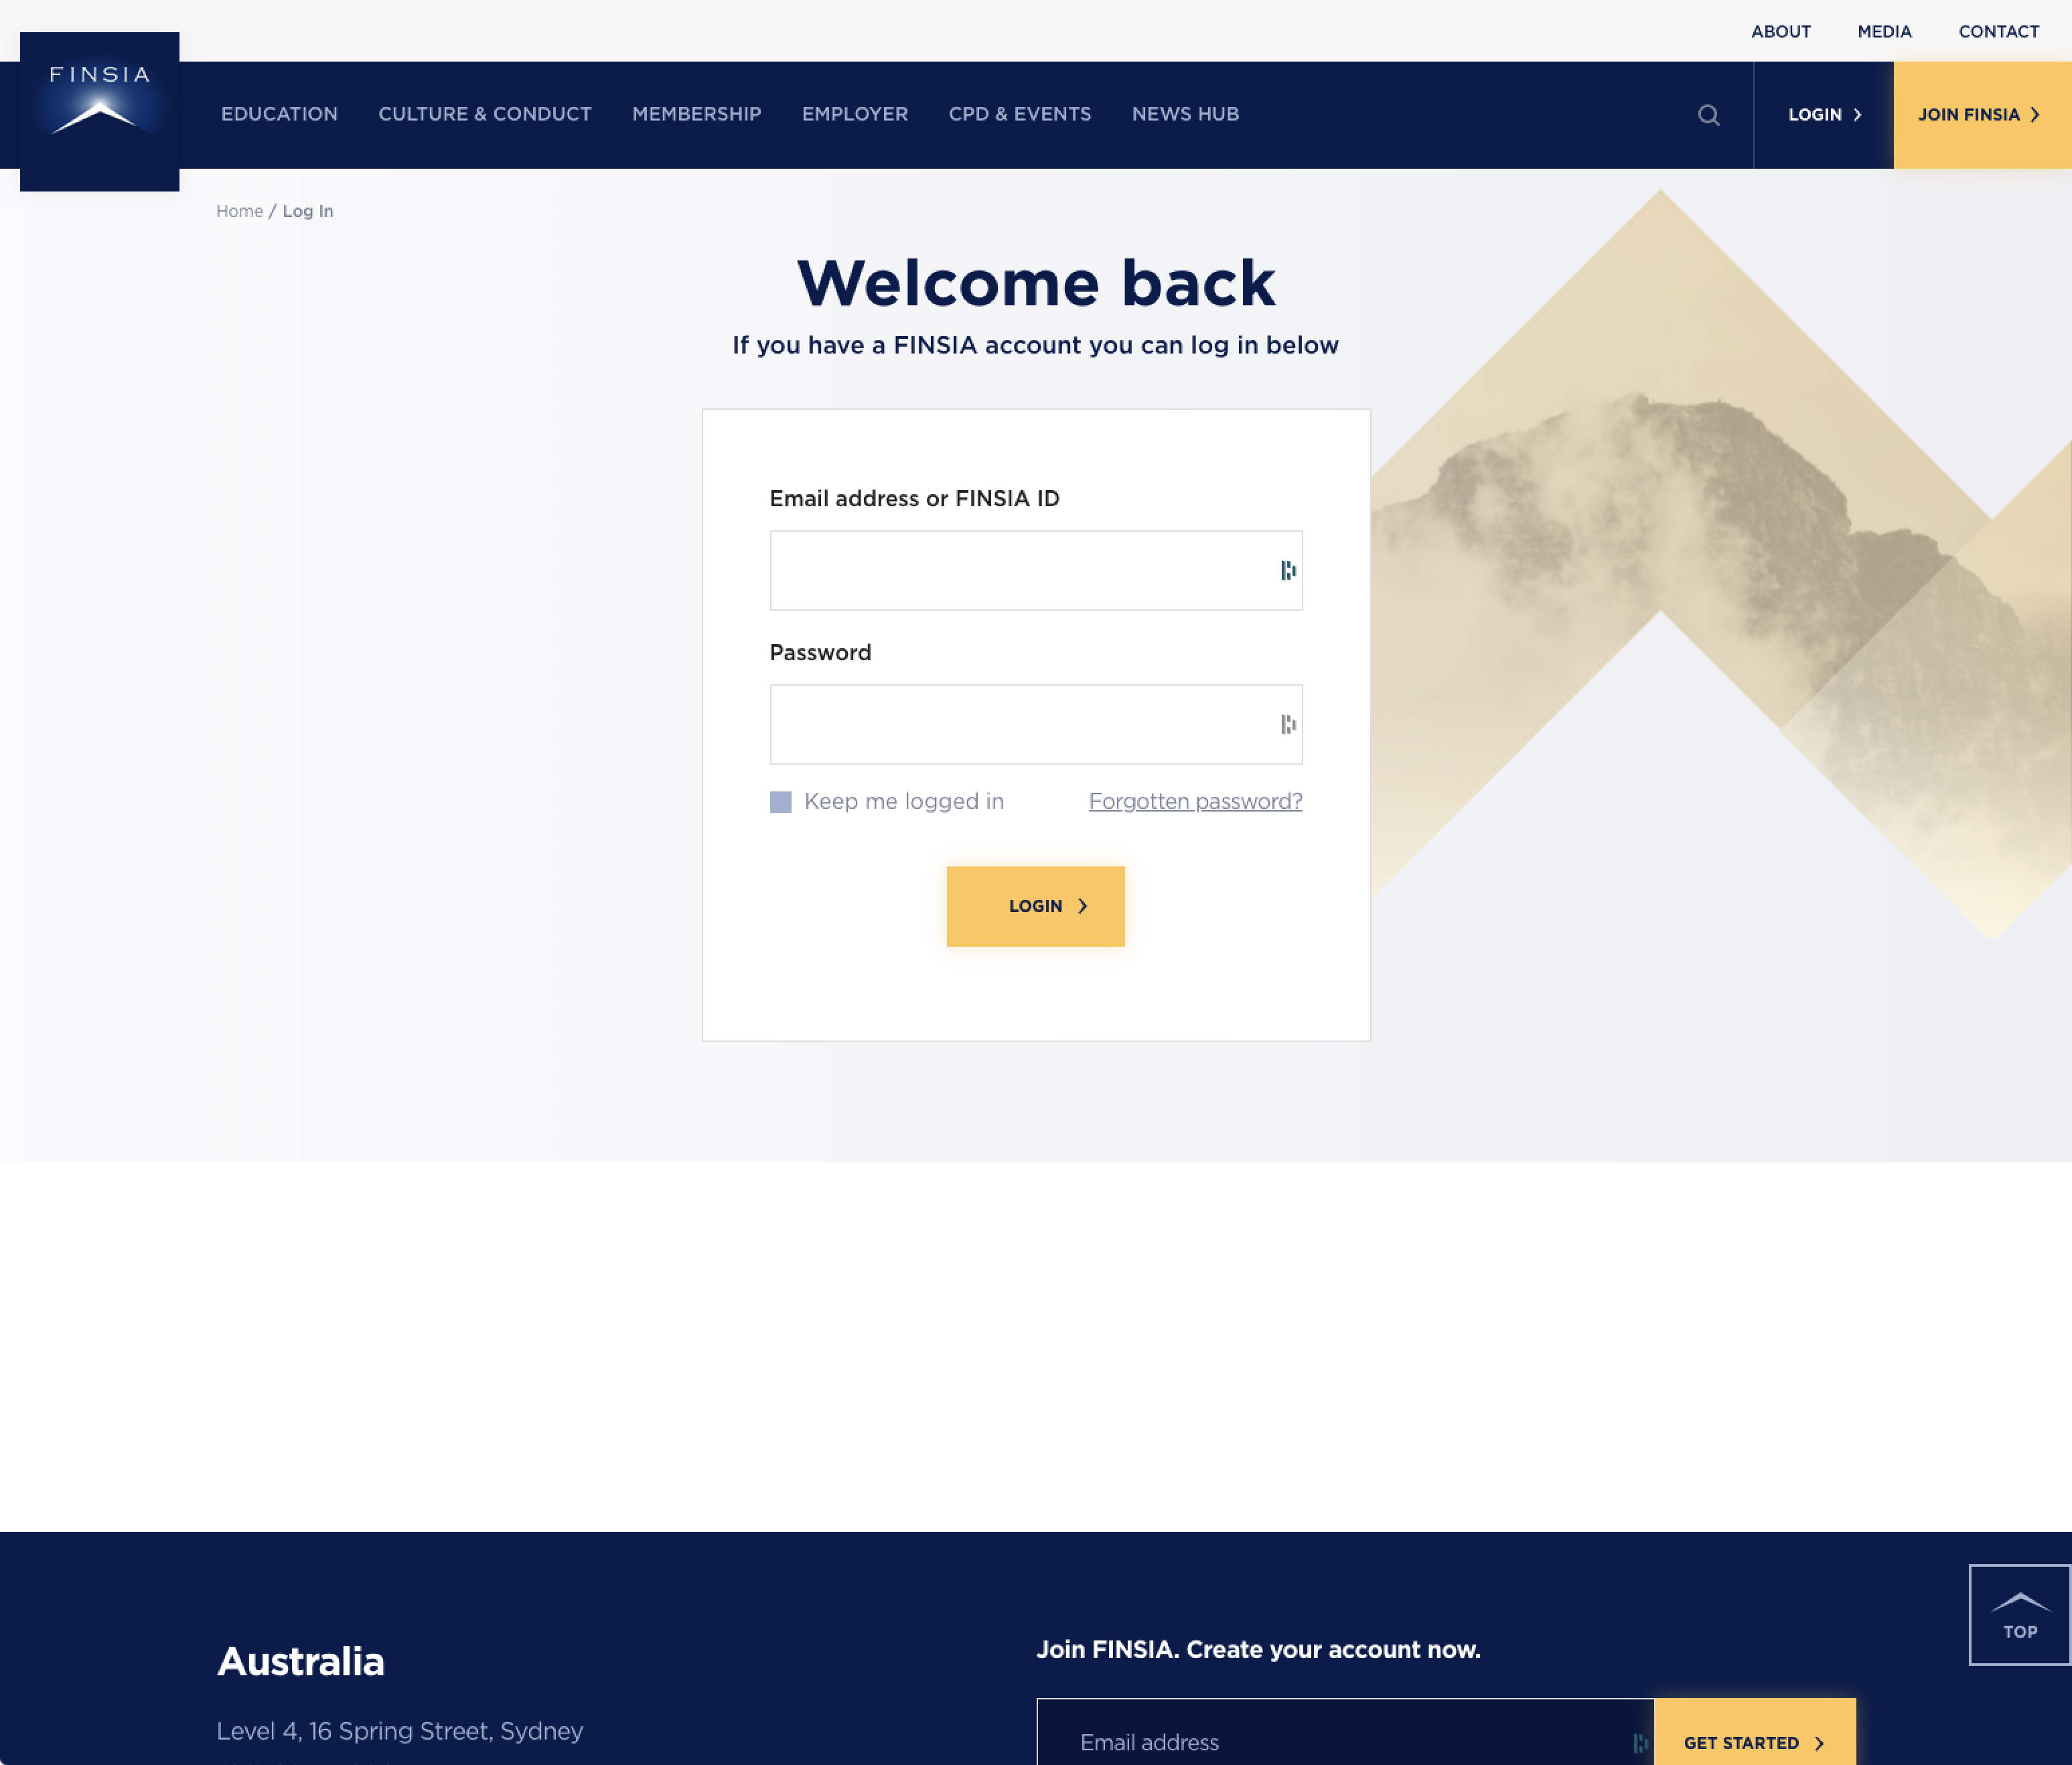 ABOUT MEDIA CONTACT
FINSIA
EDUCATION CULTURE & CONDUCT MEMBERSHIP EMPLOYER CPD & EVENTS NEWS HUB LOGIN JOIN FINSIA
Home / Log In
Welcome back
If you have a FINSIA account you can log in below
Email address or FINSIA ID
Password
Keep me logged in Forgotten password?
LOGIN
TOP
Australia
Level 4, 16 Spring Street, Sydney
Join FINSIA. Create your account now.
Email address GET STARTED